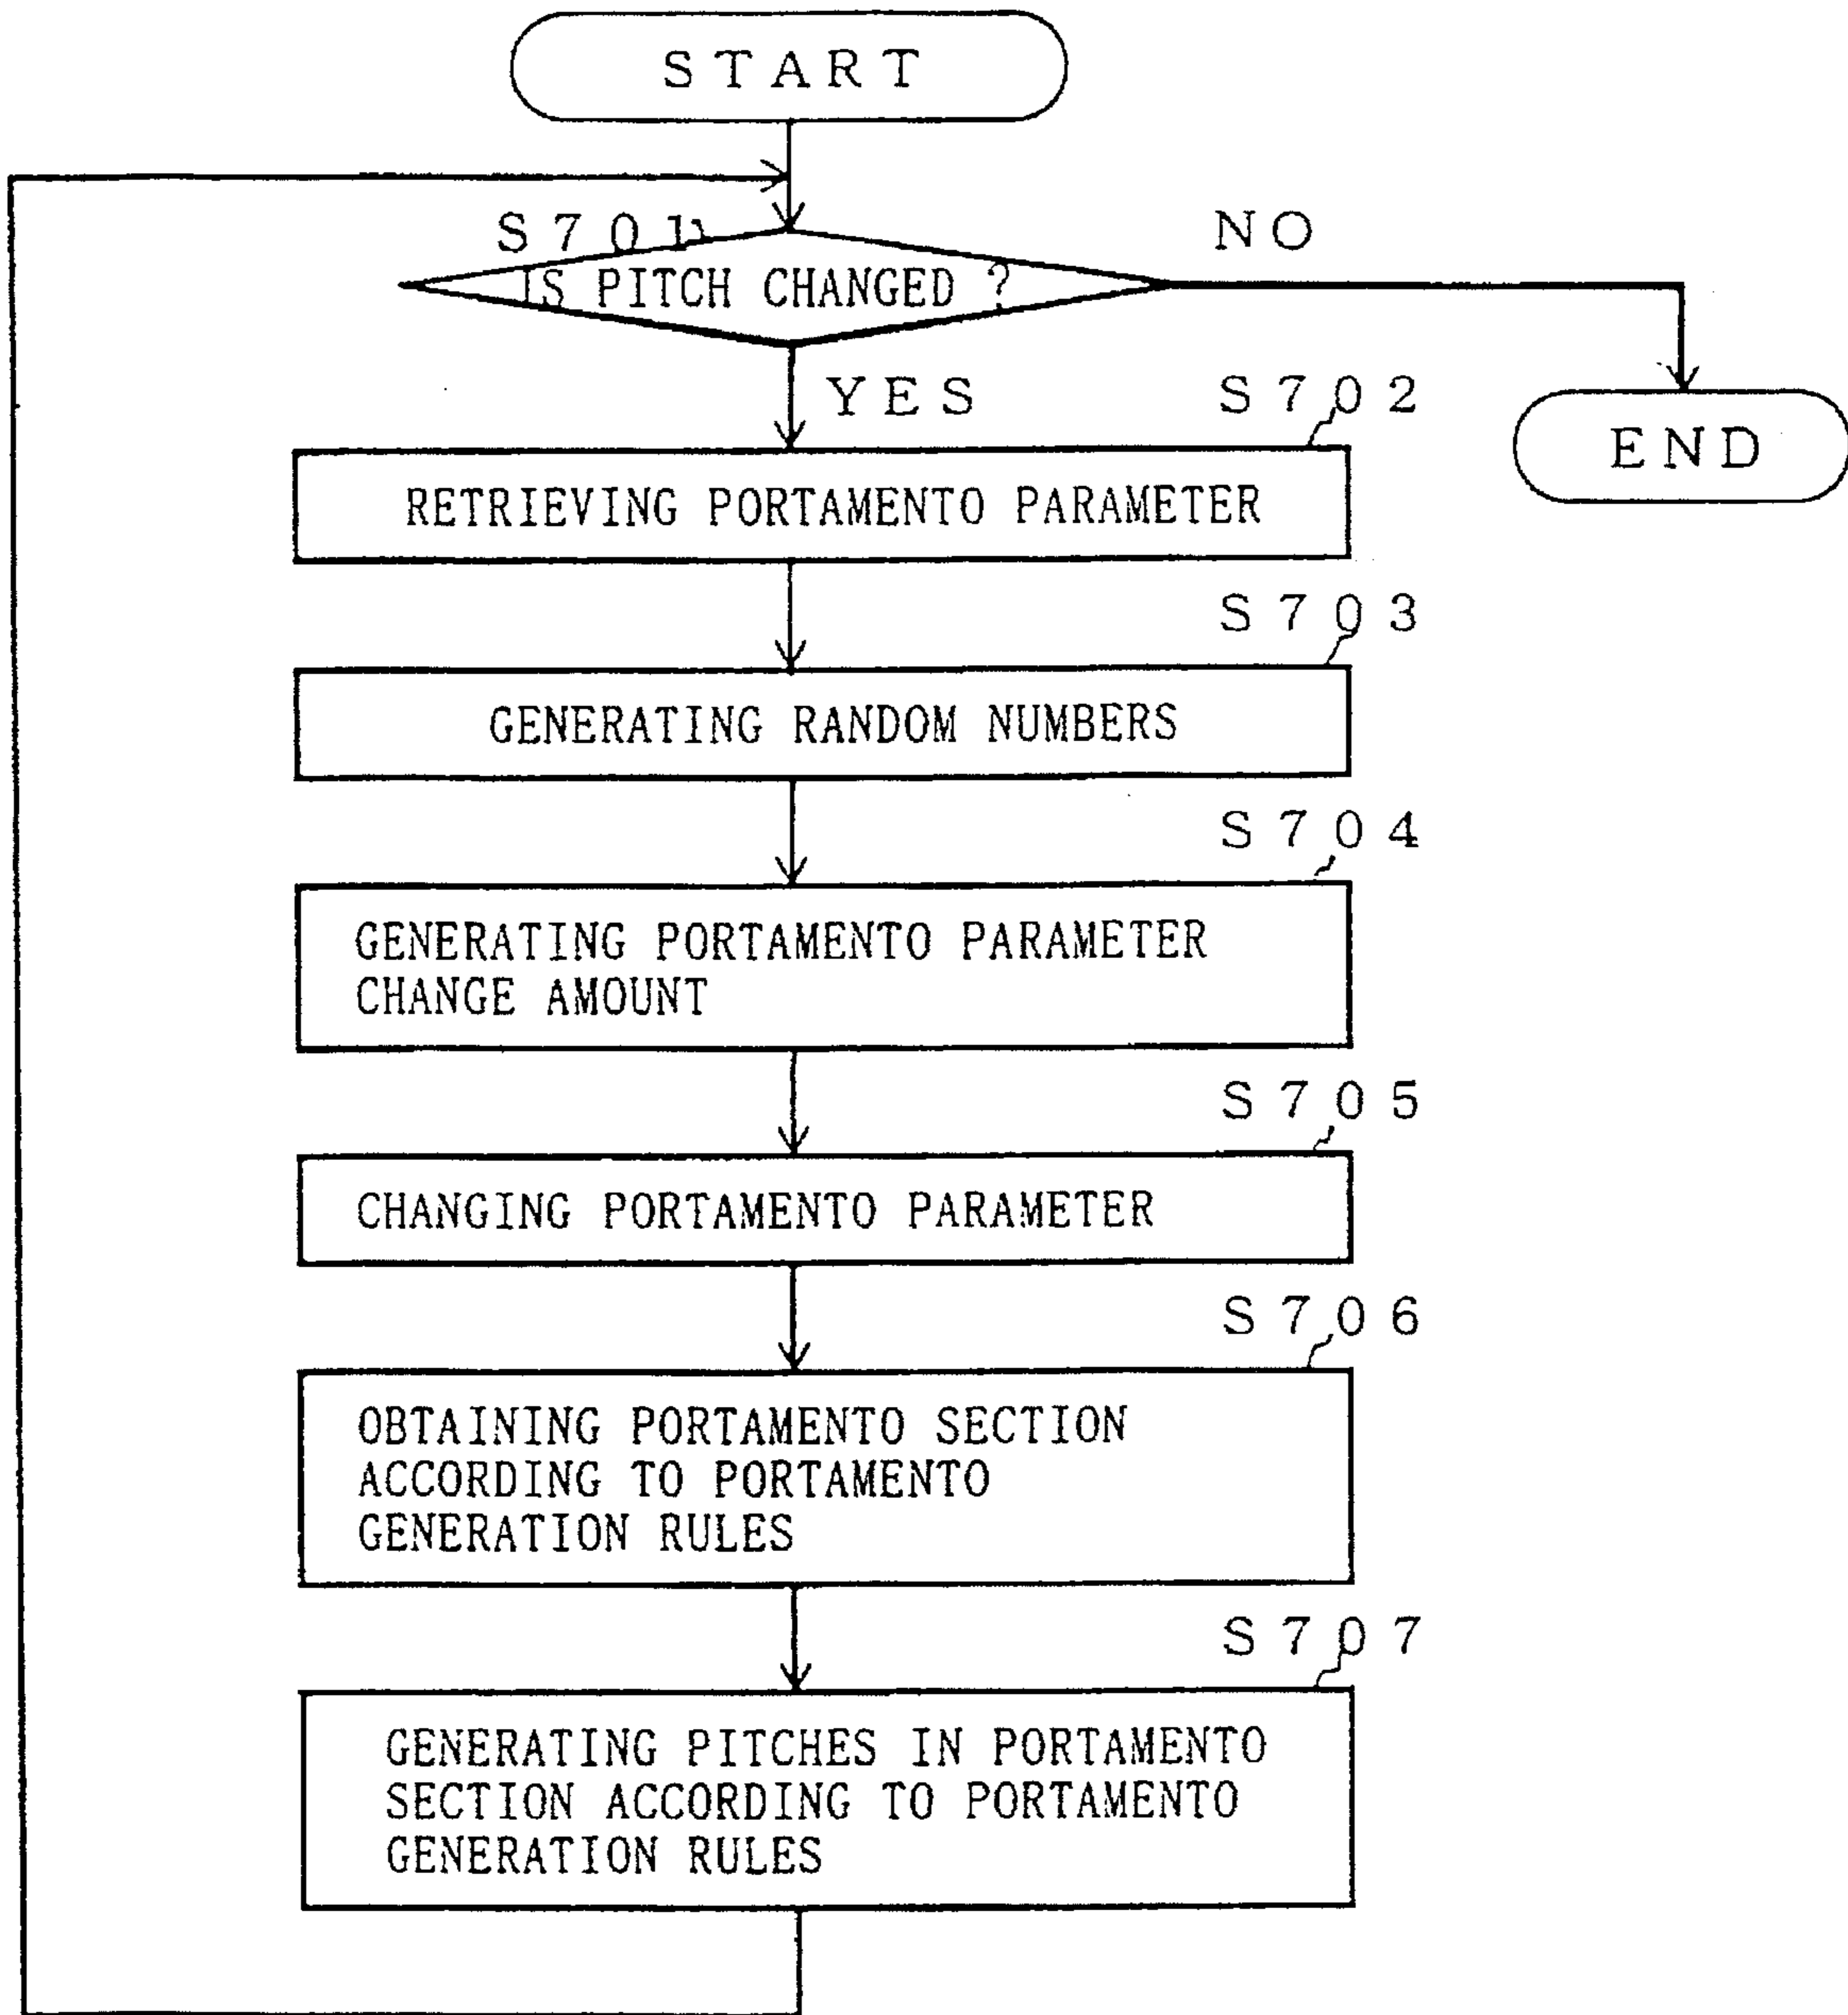 START
S701
NO
IS PITCH CHANGED ?
YES
S702
END
RETRIEVING PORTAMENTO PARAMETER
S703
GENERATING RANDOM NUMBERS
S704
GENERATING PORTAMENTO PARAMETER
CHANGE AMOUNT
S705
CHANGING PORTAMENTO PARAMETER
S706
OBTAINING PORTAMENTO SECTION
ACCORDING TO PORTAMENTO
GENERATION RULES
S707
GENERATING PITCHES IN PORTAMENTO
SECTION ACCORDING TO PORTAMENTO
GENERATION RULES